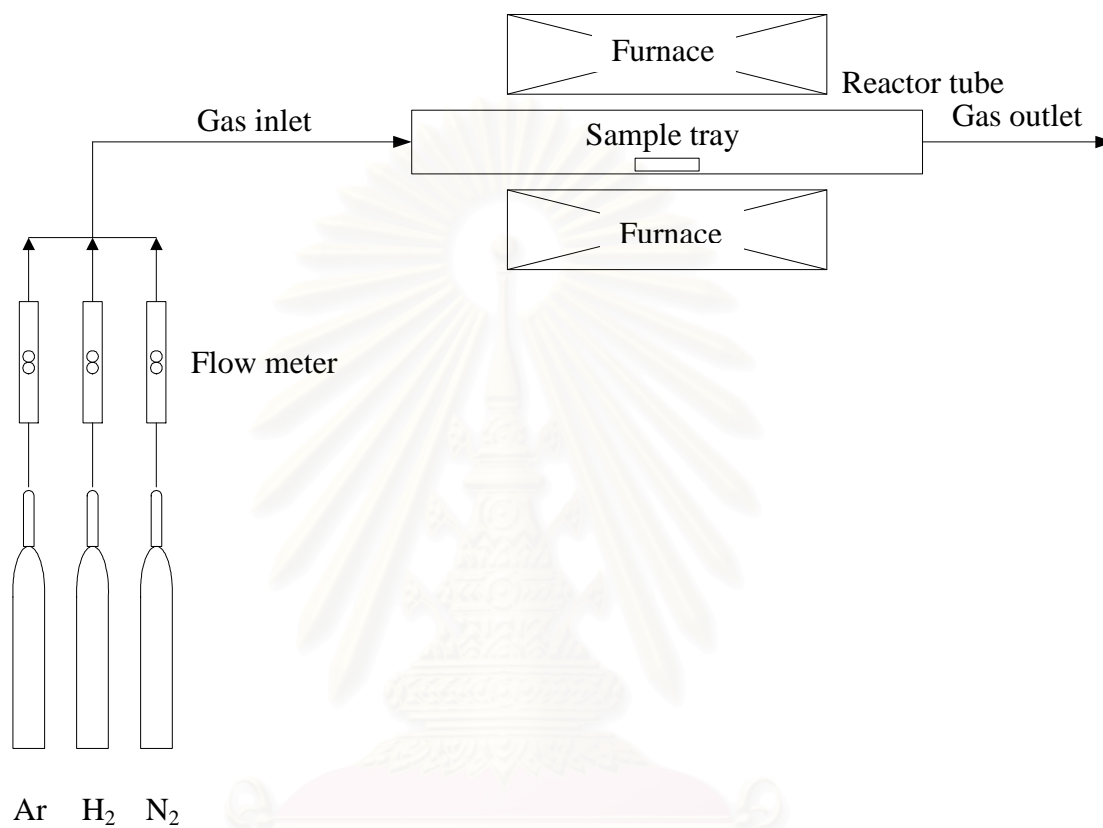 Furnace
Reactor tube
Gas inlet
Sample tray
Gas outlet
Furnace
Flow meter
Ar H₂ N₂